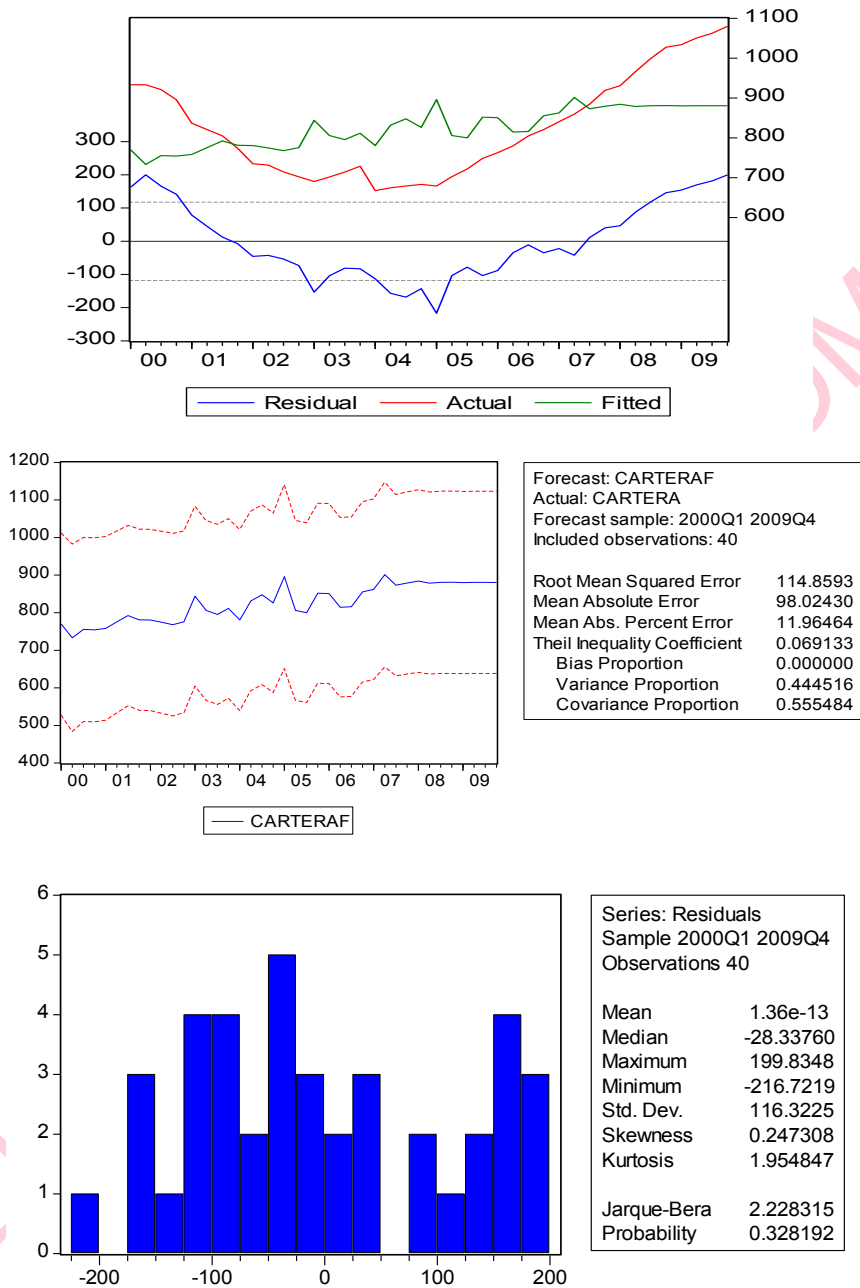 1100
1000
900
800
700
600
300
200
100
0
-100
-200
-300
00 01 02 03 04 05 06 07 08 09
Residual Actual Fitted
1200
1100
1000
900
800
700
600
500
400
00 01 02 03 04 05 06 07 08 09
CARTERAF
Forecast: CARTERAF
Actual: CARTERA
Forecast sample: 2000Q1 2009Q4
Included observations: 40
Root Mean Squared Error 114.8593
Mean Absolute Error 98.02430
Mean Abs. Percent Error 11.96464
Theil Inequality Coefficient 0.069133
Bias Proportion 0.000000
Variance Proportion 0.444516
Covariance Proportion 0.555484
6
5
4
3
2
1
0
-200 -100 0 100 200
Series: Residuals
Sample 2000Q1 2009Q4
Observations 40
Mean 1.36e-13
Median -28.33760
Maximum 199.8348
Minimum -216.7219
Std. Dev. 116.3225
Skewness 0.247308
Kurtosis 1.954847
Jarque-Bera 2.228315
Probability 0.328192